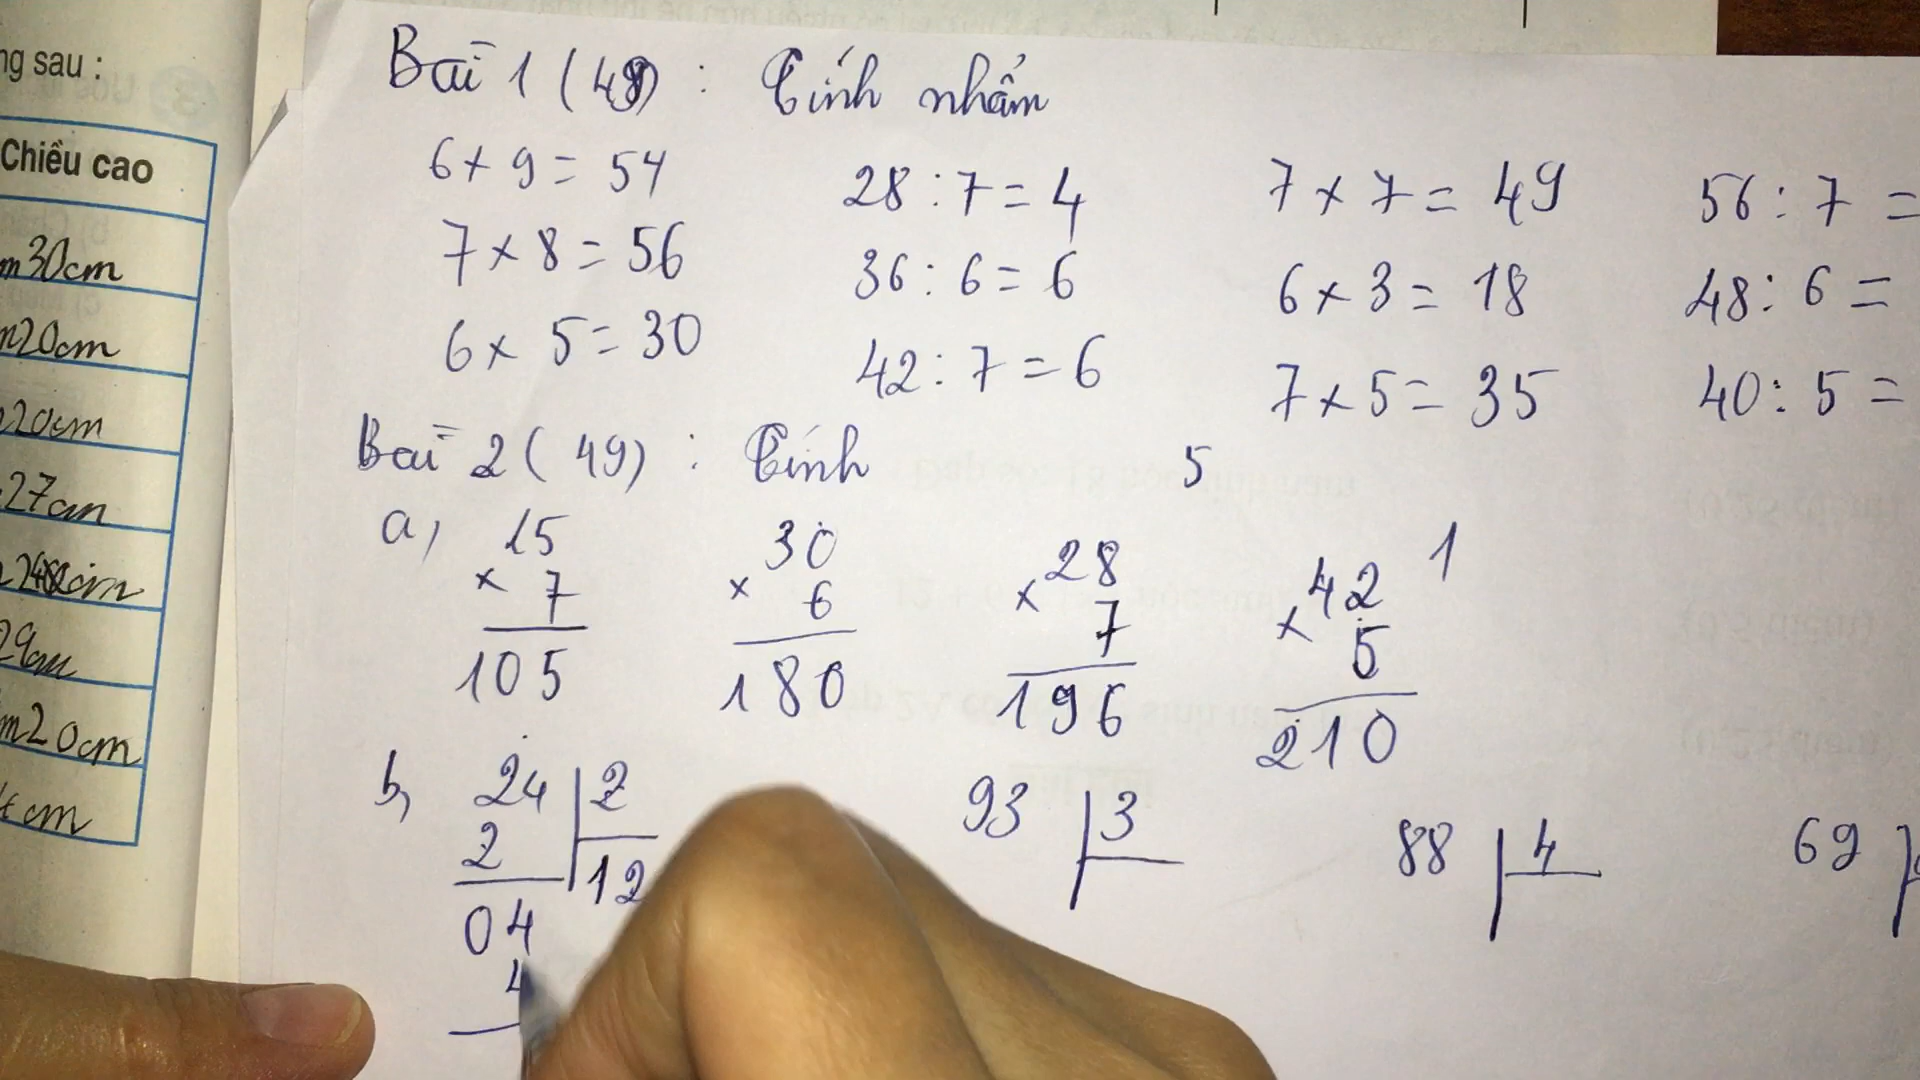 ng sau :
Chiều cao
m30cm
m20cm
20cm
27cm
29cm
m20cm
cm
Bài 1 (49) : Tính nhẩm
6 x 9 = 54 28 : 7 = 4 7 x 7 = 49 56 : 7 =
7 x 8 = 56 36 : 6 = 6 6 x 3 = 18 48 : 6 =
6 x 5 = 30 42 : 7 = 6 7 x 5 = 35 40 : 5 =
Bài 2 ( 49) : Tính 5
a, 15 30 28 42 1
x 7 x 6 x 7 x 5
105 180 196 210
b, 24 2 93 3 88 4 69
2 12
04
4